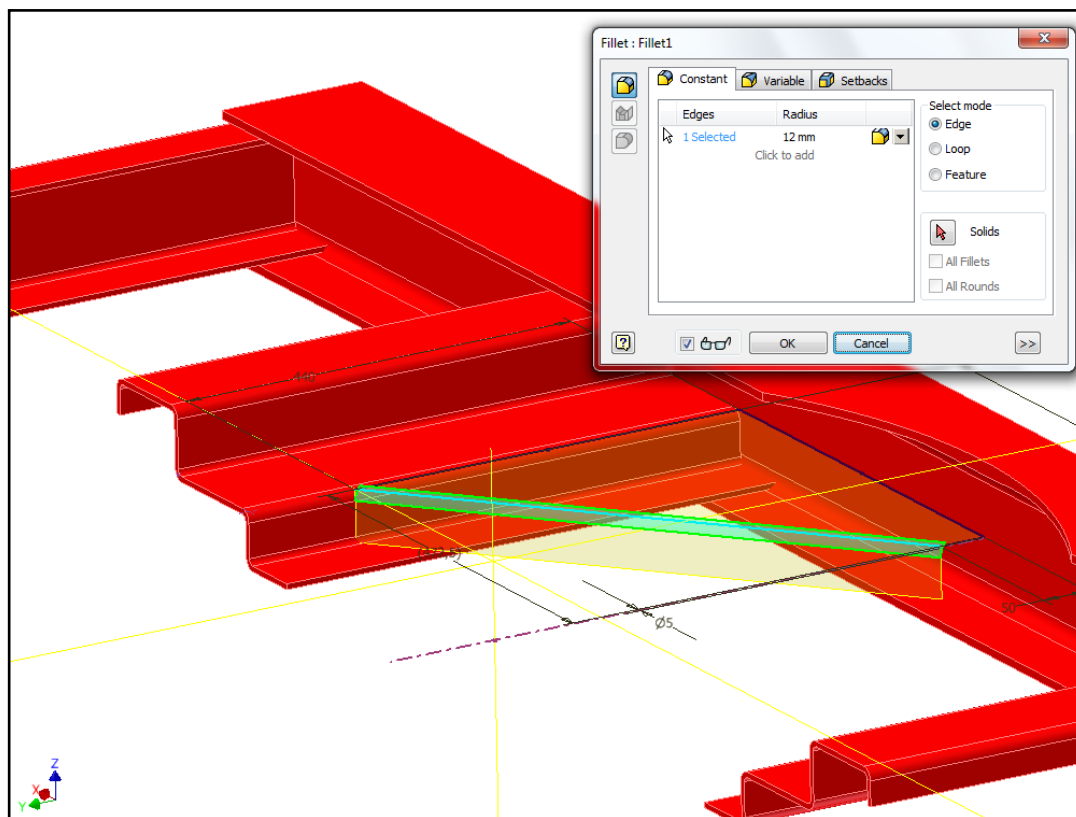 Fillet : Fillet1
Constant
Variable
Setbacks
Edges Radius
1 Selected 12 mm
Click to add
Select mode
Edge
Loop
Feature
Solids
All Fillets
All Rounds
OK
Cancel
>>
440
50
Ø5
Z
X
Y